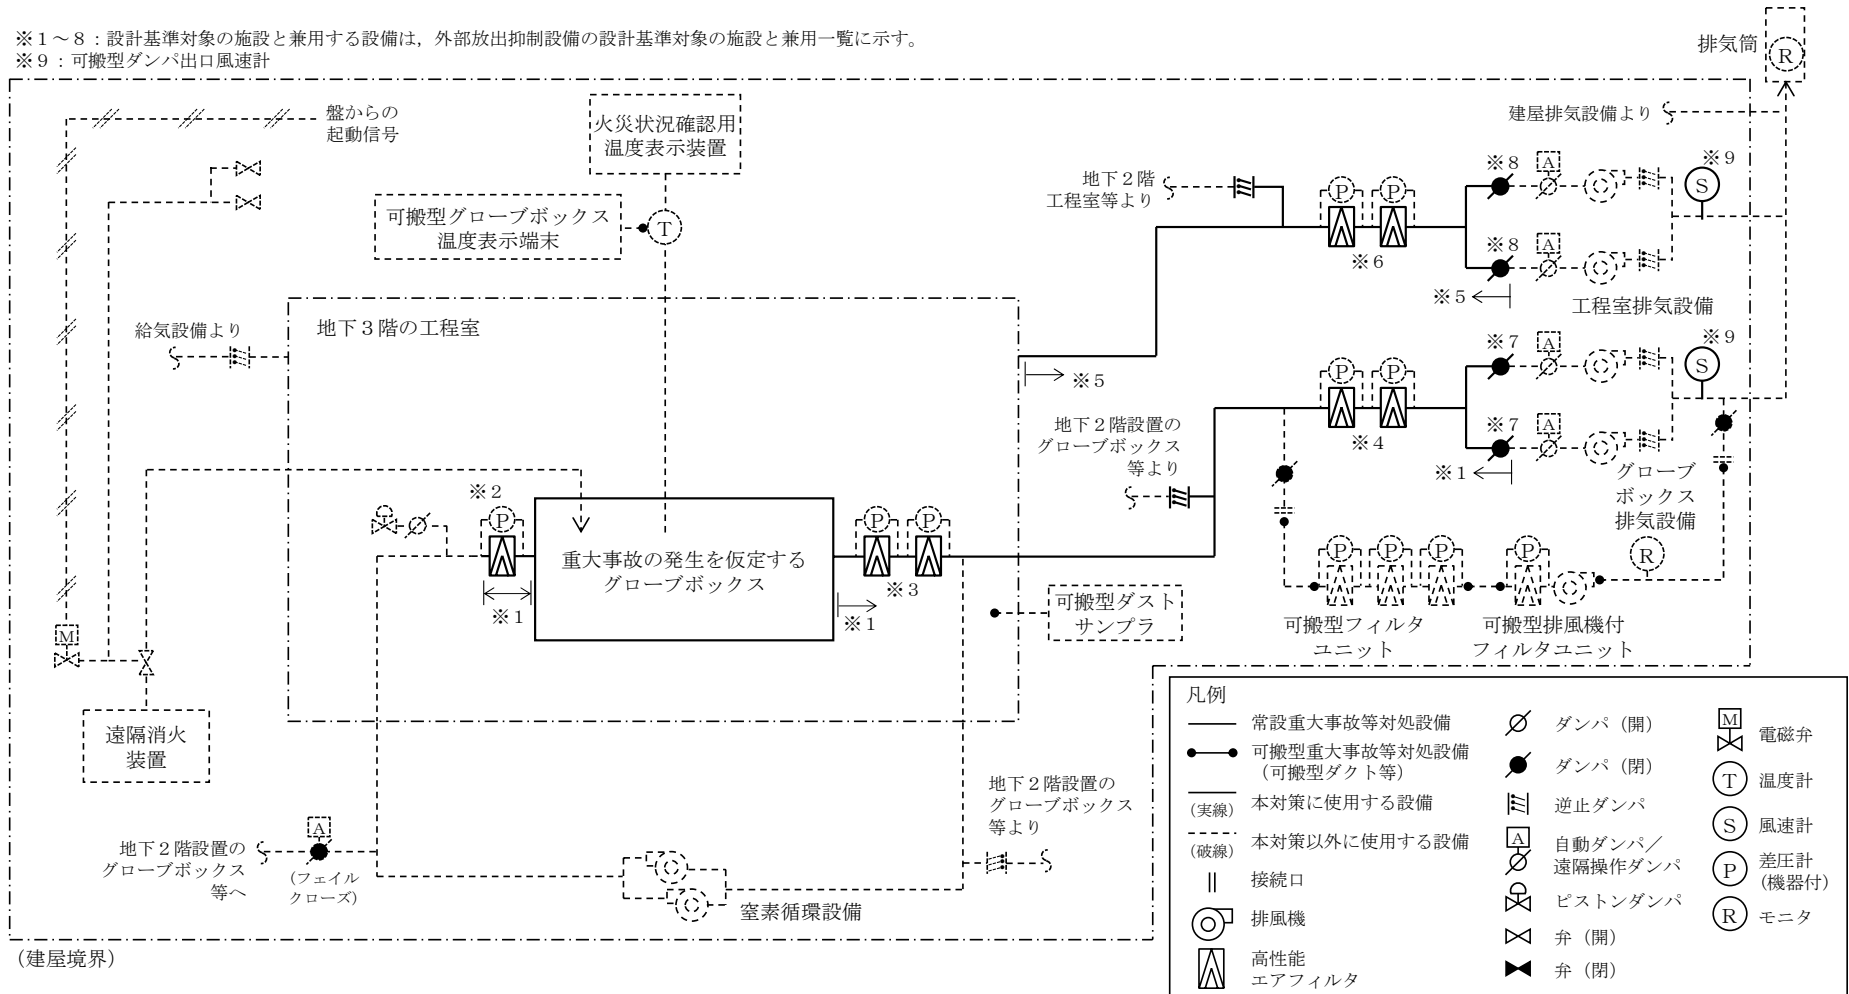 ※１～８：設計基準対象の施設と兼用する設備は，外部放出抑制設備の設計基準対象の施設と兼用一覧に示す。
※９：可搬型ダンパ出口風速計
排気筒
R
盤からの
起動信号
火災状況確認用
温度表示装置
建屋排気設備より
可搬型グローブボックス
温度表示端末
T
地下２階
工程室等より
P
P
※６
※８
A
※９
S
※８
A
※５
工程室排気設備
給気設備より
地下３階の工程室
※５
地下２階設置の
グローブボックス
等より
P
P
※４
※７
A
※９
S
※７
A
※１
グローブ
ボックス
排気設備
※２
P
※１
重大事故の発生を仮定する
グローブボックス
P
P
※３
※１
可搬型ダスト
サンプラ
P
P
P
可搬型フィルタ
ユニット
P
R
可搬型排風機付
フィルタユニット
M
遠隔消火
装置
地下２階設置の
グローブボックス
等へ
A
（フェイル
クローズ）
窒素循環設備
地下２階設置の
グローブボックス
等より
（建屋境界）
凡例
常設重大事故等対処設備
可搬型重大事故等対処設備
（可搬型ダクト等）
（実線）
本対策に使用する設備
（破線）
本対策以外に使用する設備
接続口
排風機
高性能
エアフィルタ
ダンパ（開）
ダンパ（閉）
逆止ダンパ
A
自動ダンパ／
遠隔操作ダンパ
ピストンダンパ
弁（開）
弁（閉）
M
電磁弁
T
温度計
S
風速計
P
差圧計
（機器付）
R
モニタ